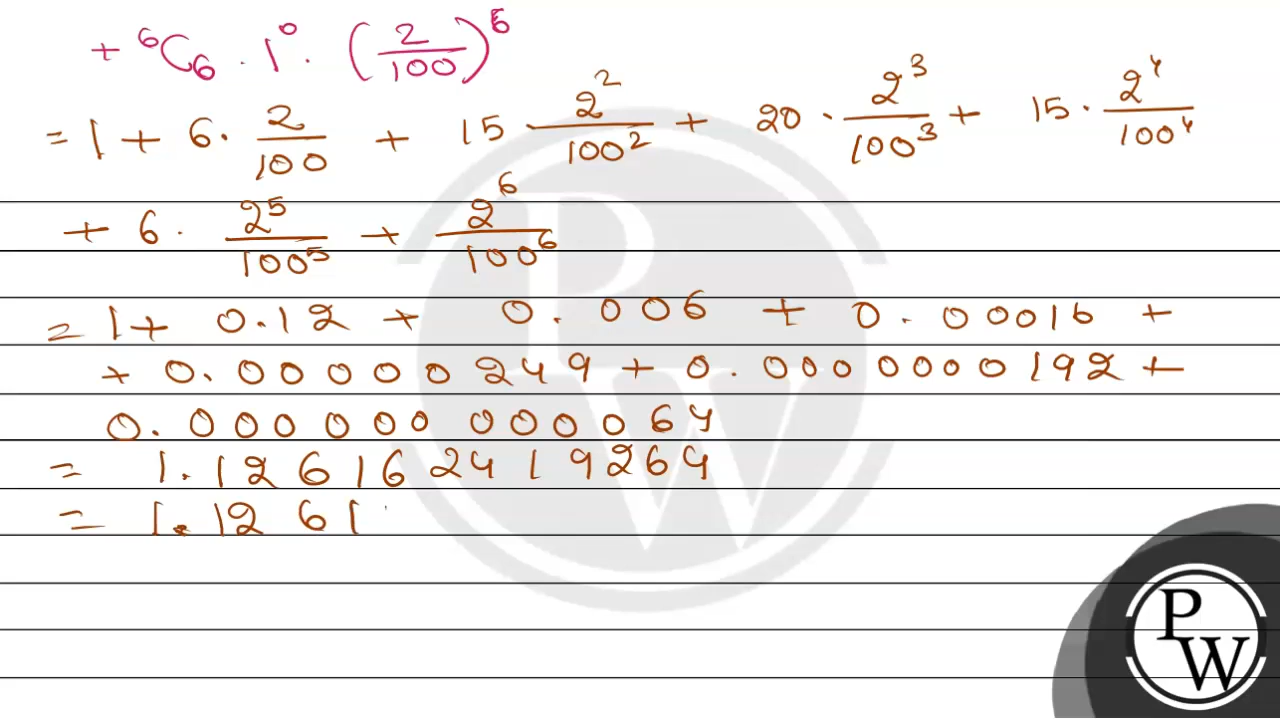 + ⁶C₆ . 1⁰ . (2/100)⁶
= 1 + 6 . 2/100 + 15 2²/100² + 20 . 2³/100³ + 15 . 2⁴/100⁴
+ 6 . 2⁵/100⁵ + 2⁶/100⁶
= 1 + 0.12 + 0.006 + 0.00016 +
+ 0.00000249 + 0.0000000192 +
0.000000000064
= 1.126162419264
= 1.1261
PW
PW